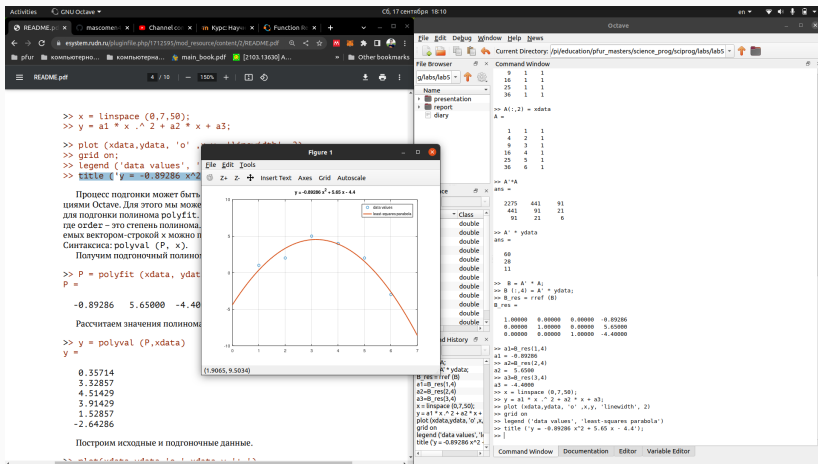 Activities
GNU Octave
Сб, 17 сентября 18:10
en
README.p
mascomen
Channel co
Функция
esystem.rudn.ru/pluginfile.php/1712595/mod_resource/content/2/README.pdf
pfur
компьютерно...
компьютерна...
main_book.pdf
[2103.13630] A...
Other bookmarks
README.pdf
4 / 10
150%
>> x = linspace (0,7,50);
>> y = a1 * x .^ 2 + a2 * x + a3;
>> plot (xdata,ydata, 'o'
>> grid on;
>> legend ('data values',
>> title ('y = -0.89286 x^2
Процесс подгонки может быть
циями Octave. Для этого мы може
для подгонки полинома polyfit.
где order – это степень полинома.
емых вектором-строкой x можно п
Синтаксиса: polyval (P, x).
Получим подгоночный полино
>> P = polyfit (xdata, ydat
P =
-0.89286 5.65000 -4.40
Рассчитаем значения полинома
>> y = polyval (P,xdata)
y =
0.35714
3.32857
4.51429
3.91429
1.52857
-2.64286
Построим исходные и подгоночные данные.
Figure 1
File Edit Tools
Z+ Z- Insert Text Axes Grid Autoscale
y = -0.89286 x2 + 5.65 x - 4.4
data values
least-squares parabola
10
5
0
-5
-10
0 1 2 3 4 5 6 7
(1.9065, 9.5034)
Octave
File Edit Debug Window Help News
Current Directory: /pi/education/pfur_masters/science_prog/sciprog/labs/lab5
File Browser
g/labs/lab5
Name
presentation
report
diary
Class
double
double
double
double
double
double
double
double
double
double
A' * ydata;
B_res = rref (B)
a1=B_res(1,4)
a2=B_res(2,4)
a3=B_res(3,4)
x = linspace (0,7,50);
y = a1 * x .^ 2 + a2 * x +
plot (xdata,ydata, 'o' ,x,
grid on
legend ('data values', 'l
title ('y = -0.89286 x^2
Command Window
9 1 1
16 1 1
25 1 1
36 1 1
>> A(:,2) = xdata
A =
1 1 1
4 2 1
9 3 1
16 4 1
25 5 1
36 6 1
>> A'*A
ans =
2275 441 91
441 91 21
91 21 6
>> A' * ydata
ans =
60
28
11
>> B = A' * A;
>> B (:,4) = A' * ydata;
>> B_res = rref (B)
B_res =
1.00000 0.00000 0.00000 -0.89286
0.00000 1.00000 0.00000 5.65000
0.00000 0.00000 1.00000 -4.40000
>> a1=B_res(1,4)
a1 = -0.89286
>> a2=B_res(2,4)
a2 = 5.6500
>> a3=B_res(3,4)
a3 = -4.4000
>> x = linspace (0,7,50);
>> y = a1 * x .^ 2 + a2 * x + a3;
>> plot (xdata,ydata, 'o' ,x,y, 'linewidth', 2)
>> grid on
>> legend ('data values', 'least-squares parabola')
>> title ('y = -0.89286 x^2 + 5.65 x - 4.4');
>>
Command Window Documentation Editor Variable Editor